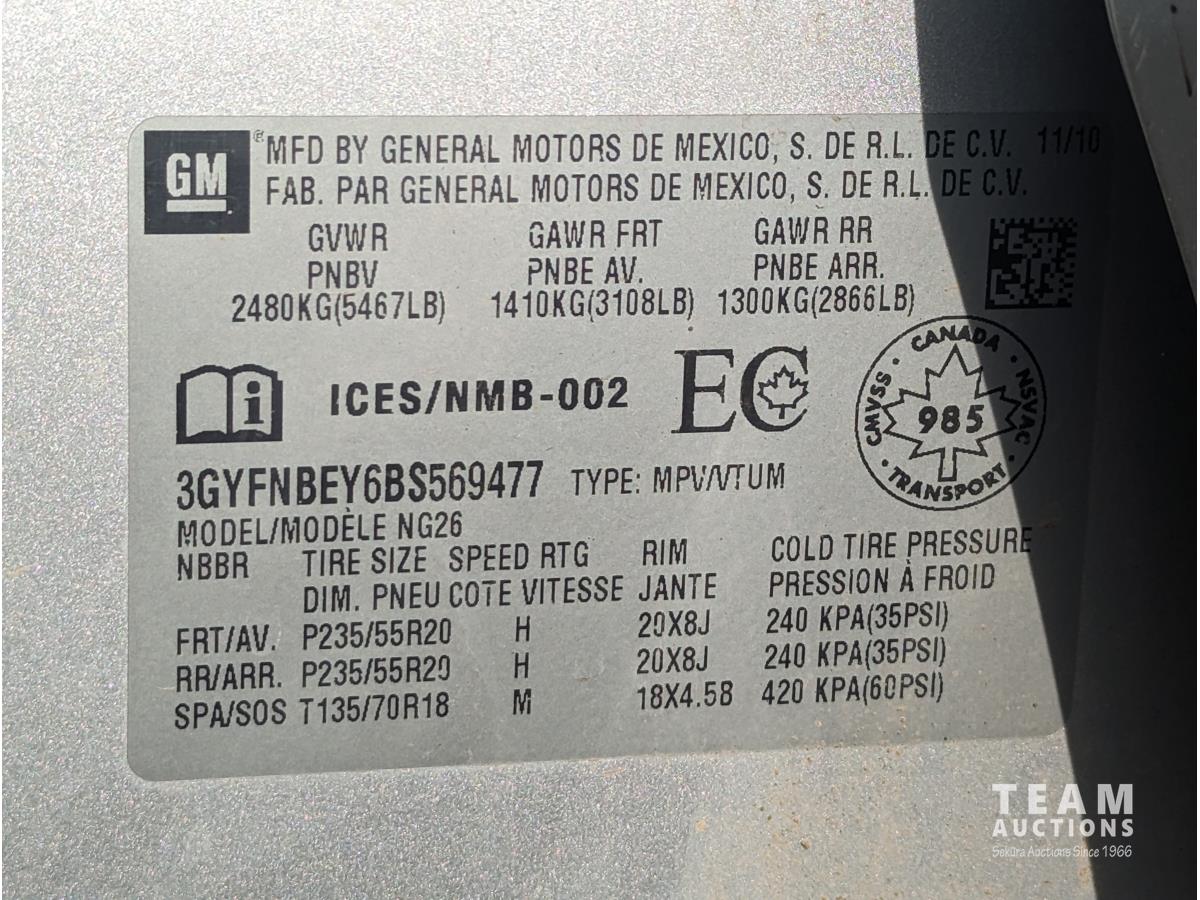 GM
® MFD BY GENERAL MOTORS DE MEXICO, S. DE R.L. DE C.V. 11/10
FAB. PAR GENERAL MOTORS DE MEXICO, S. DE R.L. DE C.V.
GVWR GAWR FRT GAWR RR
PNBV PNBE AV. PNBE ARR.
2480KG(5467LB) 1410KG(3108LB) 1300KG(2866LB)
i ICES/NMB-002 EC
CANADA
CMVSS 985 NSVAC
TRANSPORT
3GYFNBEY6BS569477 TYPE: MPV/VTUM
MODEL/MODÈLE NG26
NBBR TIRE SIZE SPEED RTG RIM COLD TIRE PRESSURE
DIM. PNEU COTE VITESSE JANTE PRESSION À FROID
FRT/AV. P235/55R20 H 20X8J 240 KPA(35PSI)
RR/ARR. P235/55R20 H 20X8J 240 KPA(35PSI)
SPA/SOS T135/70R18 M 18X4.5B 420 KPA(60PSI)
TEAM
AUCTIONS
Sekura Auctions Since 1966